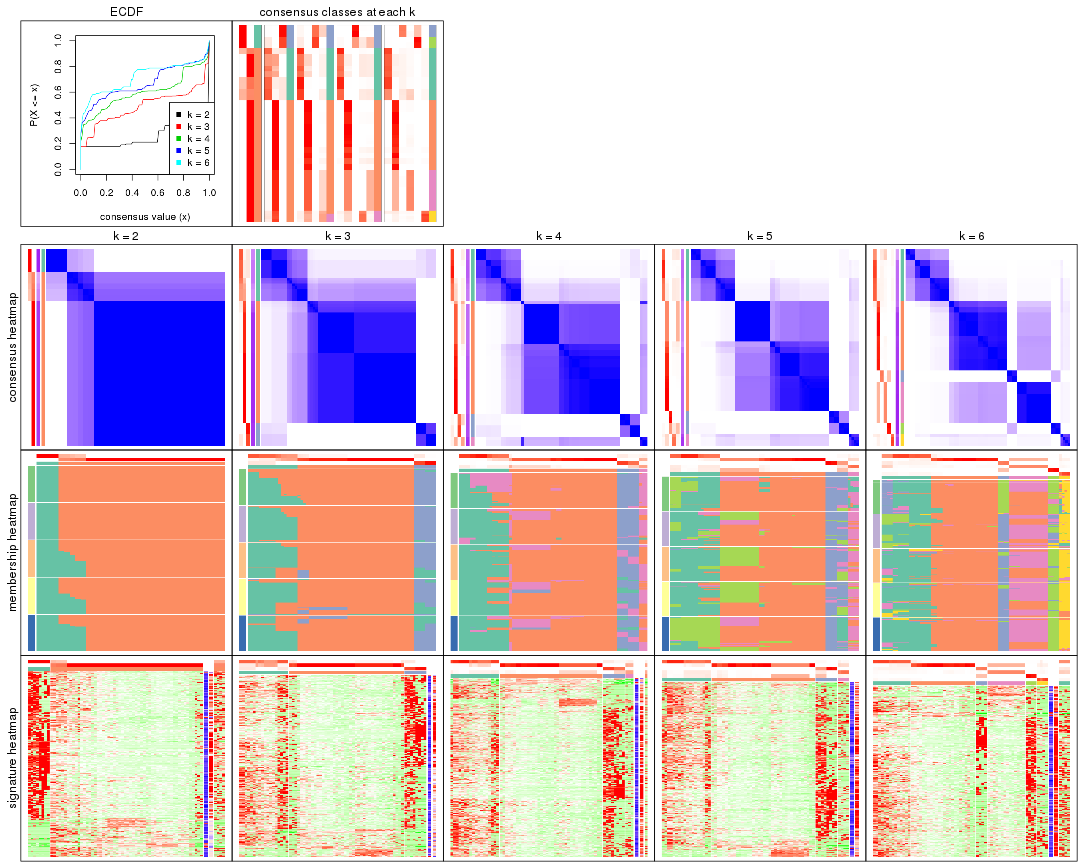 ECDF
consensus classes at each k
P(X <= x)
1.0
0.8
0.6
0.4
0.2
0.0
k = 2
k = 3
k = 4
k = 5
k = 6
0.0 0.2 0.4 0.6 0.8 1.0
consensus value (x)
k = 2 k = 3 k = 4 k = 5 k = 6
consensus heatmap
membership heatmap
signature heatmap